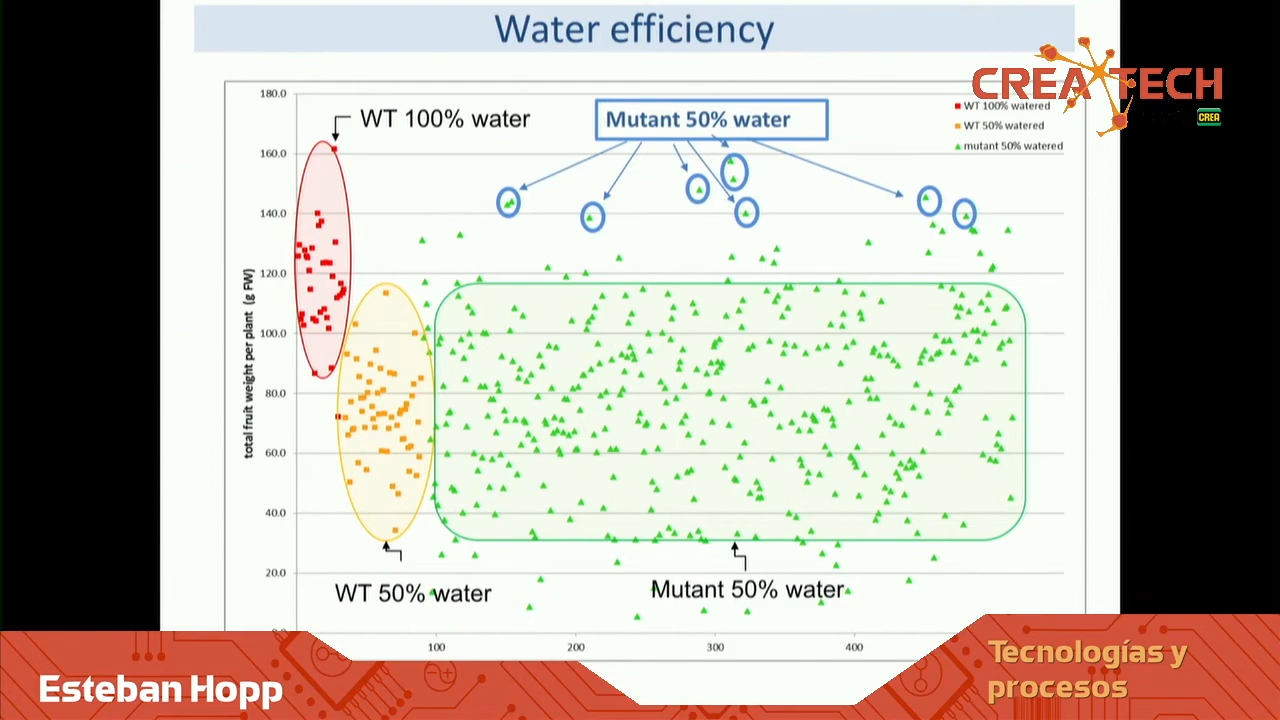 Water efficiency
CREA TECH
CREA
180.0
WT 100% water
Mutant 50% water
WT 100% watered
WT 50% watered
mutant 50% watered
160.0
140.0
120.0
100.0
80.0
60.0
40.0
20.0
total fruit weight per plant (g FW)
WT 50% water
Mutant 50% water
100
200
300
400
Esteban Hopp
Tecnologías y
procesos